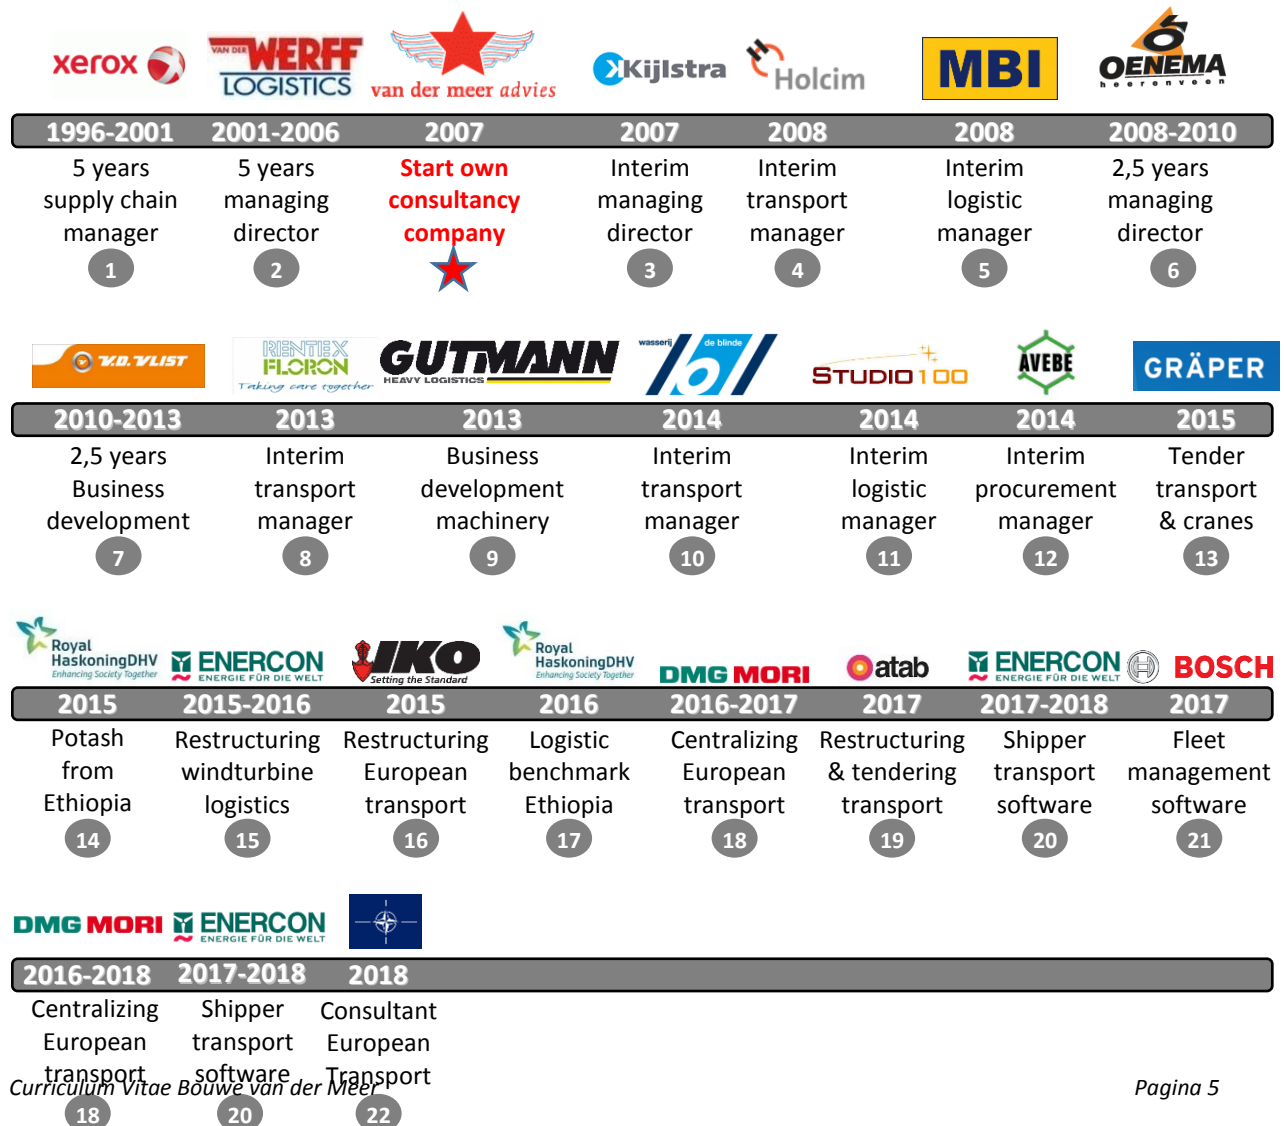 xerox
VAN DER WERFF
LOGISTICS
van der meer advies
Kijlstra
Holcim
MBI
OENEMA
heerenveen
1996-2001 2001-2006 2007 2007 2008 2008 2008-2010
5 years 5 years Start own Interim Interim Interim 2,5 years
supply chain managing consultancy managing transport logistic managing
manager director company director manager manager director
1 2 3 4 5 6
V.D. VLIST
RENTEX
FLORON
Taking care together
GUTMANN
HEAVY LOGISTICS
wasserij b de blinde
STUDIO 100
AVEBE
GRÄPER
2010-2013 2013 2013 2014 2014 2014 2015
2,5 years Interim Business Interim Interim Interim Tender
Business transport development transport logistic procurement transport
development manager machinery manager manager manager & cranes
7 8 9 10 11 12 13
Royal
HaskoningDHV
Enhancing Society Together
ENERCON
ENERGIE FÜR DIE WELT
IKO
Setting the Standard
Royal
HaskoningDHV
Enhancing Society Together
DMG MORI
atab
ENERCON
ENERGIE FÜR DIE WELT
BOSCH
2015 2015-2016 2015 2016 2016-2017 2017 2017-2018 2017
Potash Restructuring Restructuring Logistic Centralizing Restructuring Shipper Fleet
from windturbine European benchmark European & tendering transport management
Ethiopia logistics transport Ethiopia transport transport software software
14 15 16 17 18 19 20 21
DMG MORI
ENERCON
ENERGIE FÜR DIE WELT
2016-2018 2017-2018 2018
Centralizing Shipper Consultant
European transport European
transport software Transport
Curriculum Vitae Bouwe van der Meer Pagina 5
18 20 22